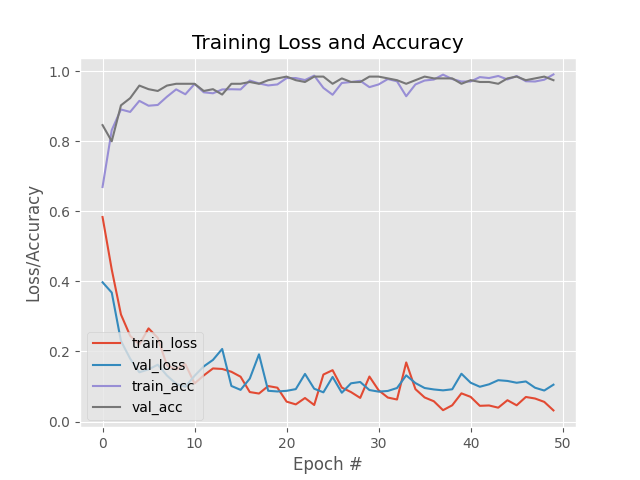 Training Loss and Accuracy
1.0
0.8
0.6
0.4
0.2
0.0
Loss/Accuracy
train_loss
val_loss
train_acc
val_acc
0 10 20 30 40 50
Epoch #